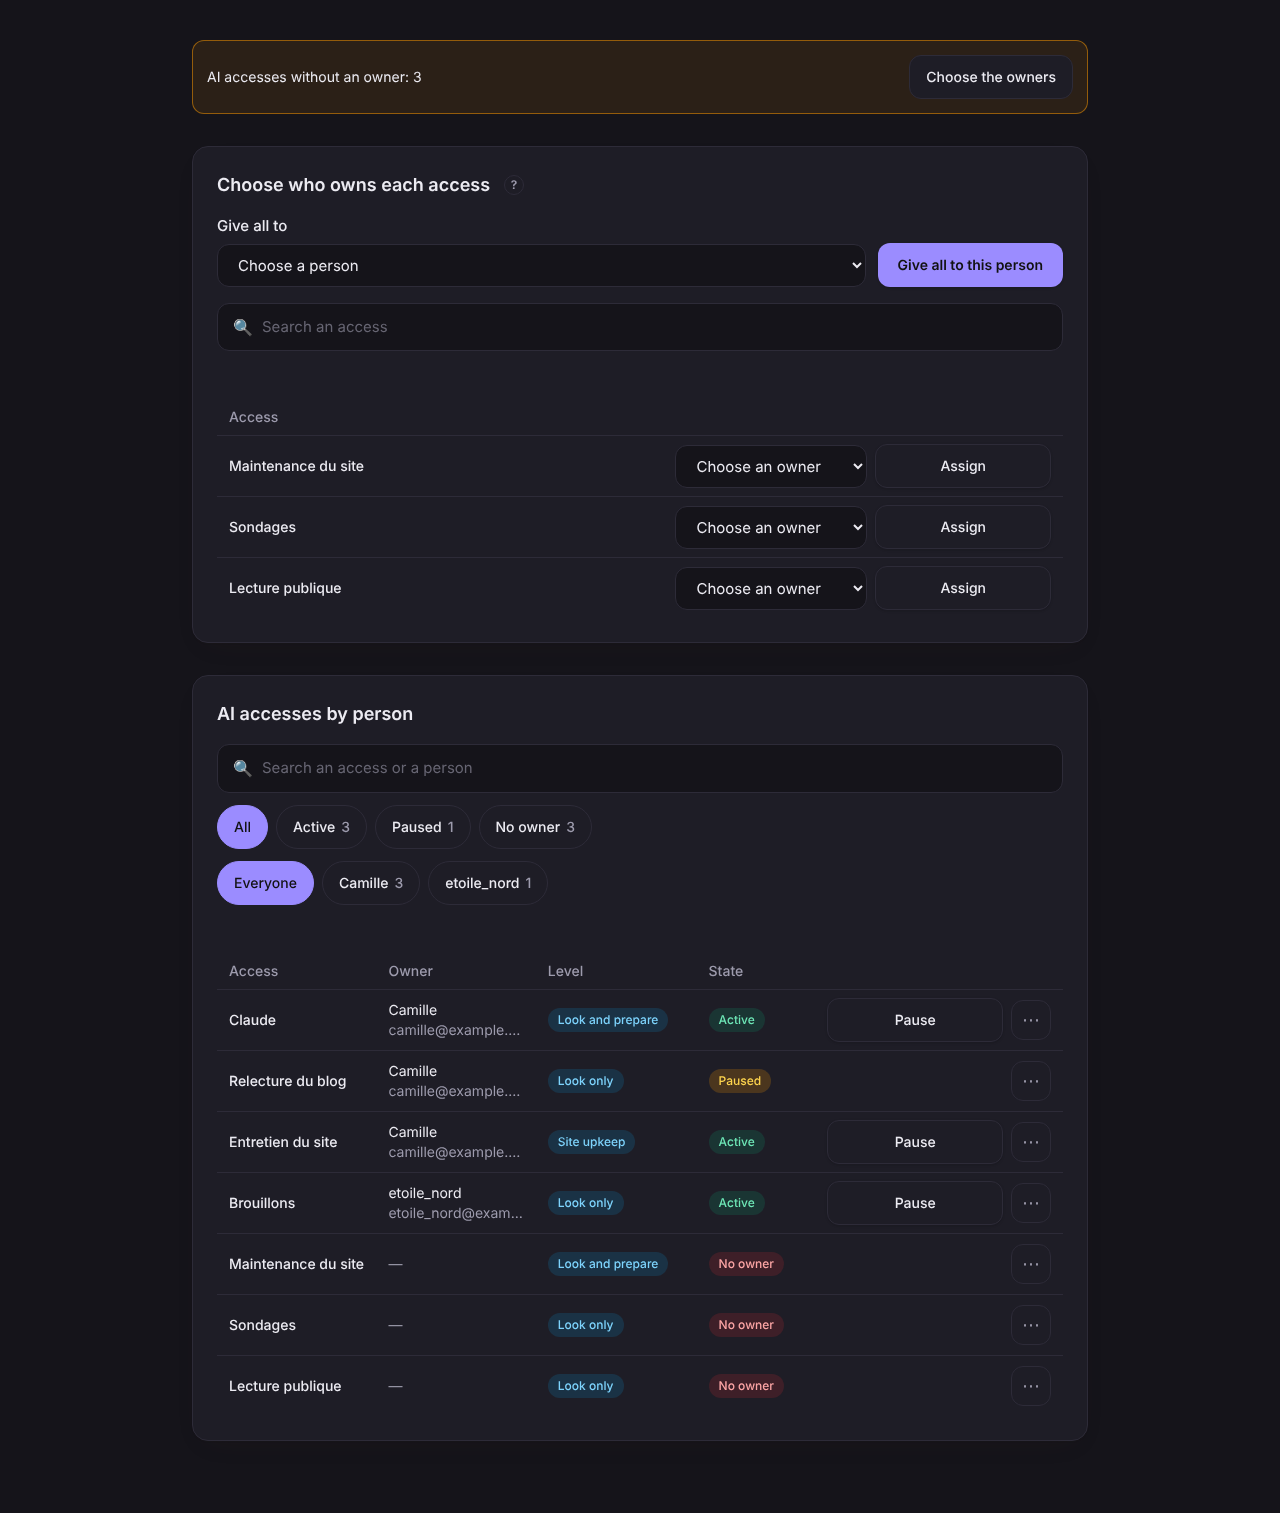 AI accesses without an owner: 3
Choose the owners
Choose who owns each access ?
Give all to
Choose a person
Give all to this person
Search an access
Access
Maintenance du site Choose an owner Assign
Sondages Choose an owner Assign
Lecture publique Choose an owner Assign
AI accesses by person
Search an access or a person
All Active 3 Paused 1 No owner 3
Everyone Camille 3 etoile_nord 1
Access Owner Level State
Claude Camille Look and prepare Active Pause ···
camille@example.…
Relecture du blog Camille Look only Paused ···
camille@example.…
Entretien du site Camille Site upkeep Active Pause ···
camille@example.…
Brouillons etoile_nord Look only Active Pause ···
etoile_nord@exam…
Maintenance du site — Look and prepare No owner ···
Sondages — Look only No owner ···
Lecture publique — Look only No owner ···